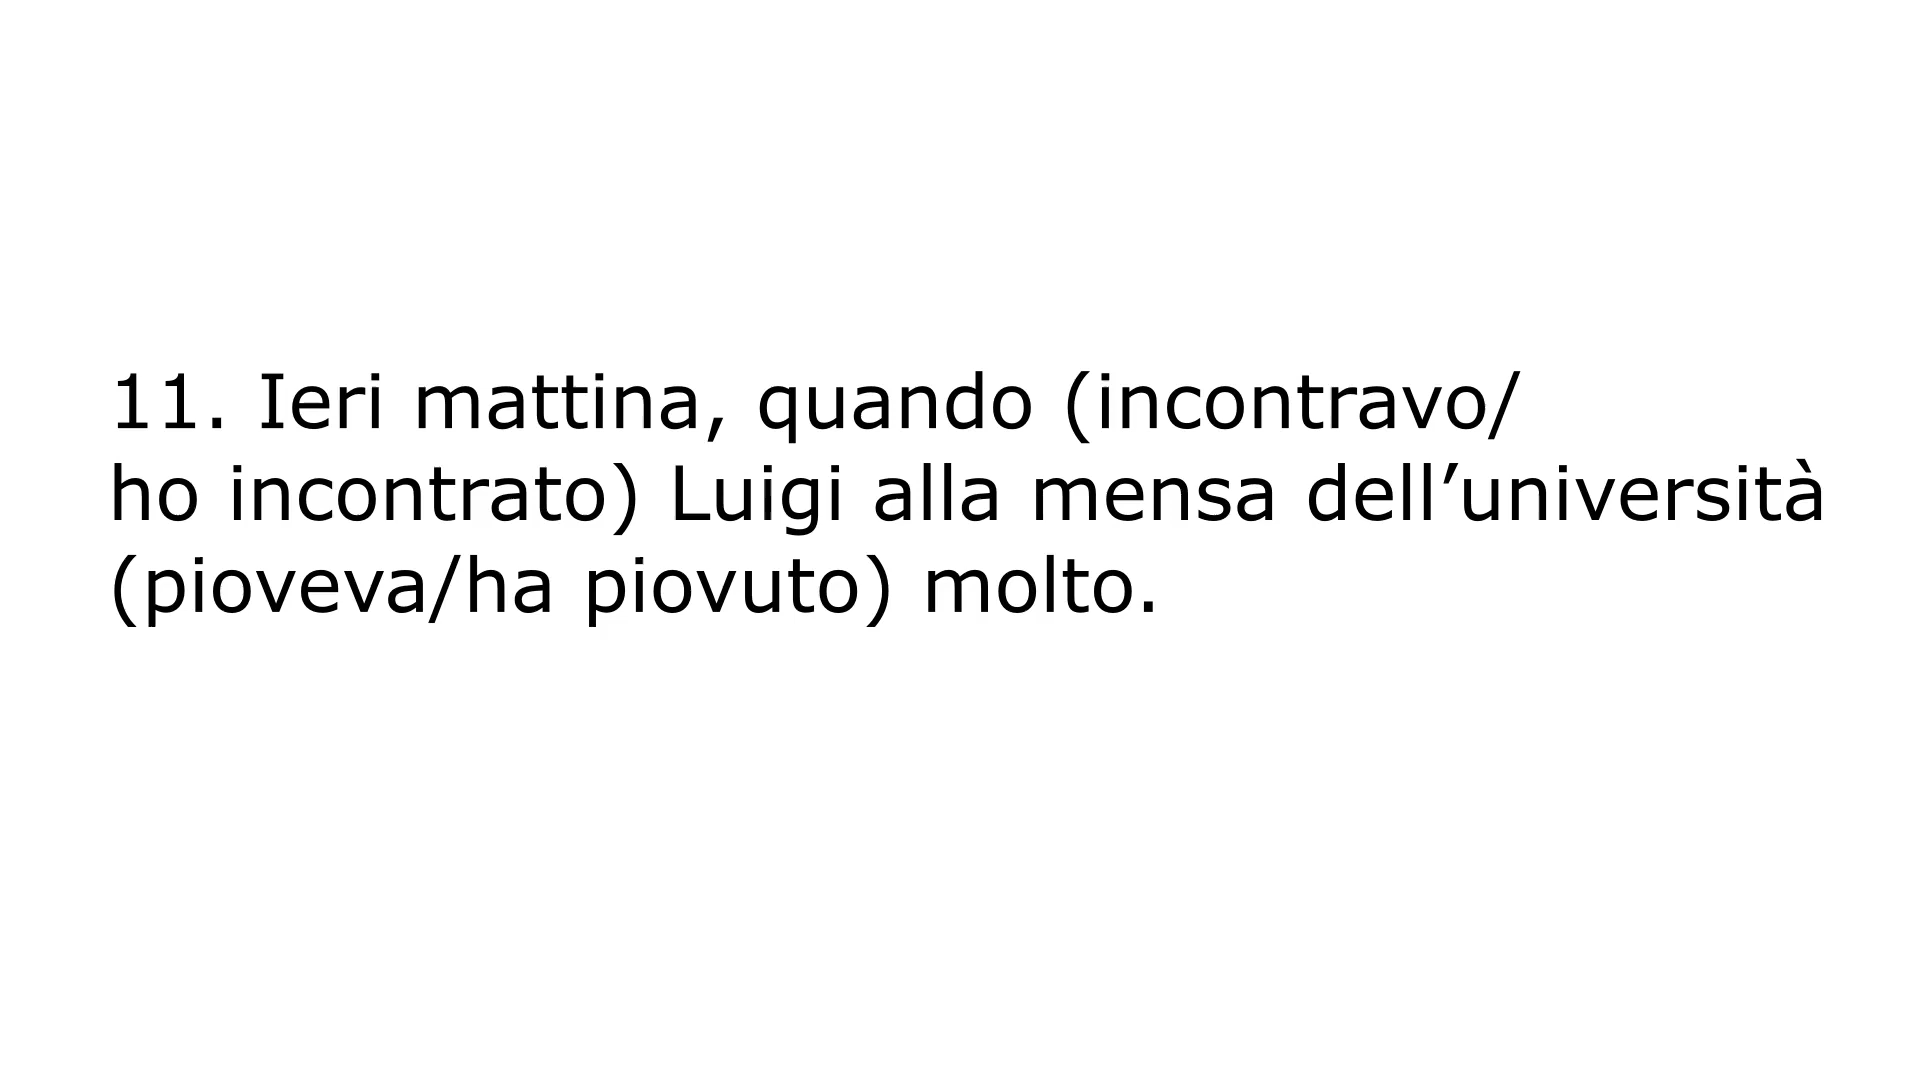 11. Ieri mattina, quando (incontravo/
ho incontrato) Luigi alla mensa dell’università
(pioveva/ha piovuto) molto.